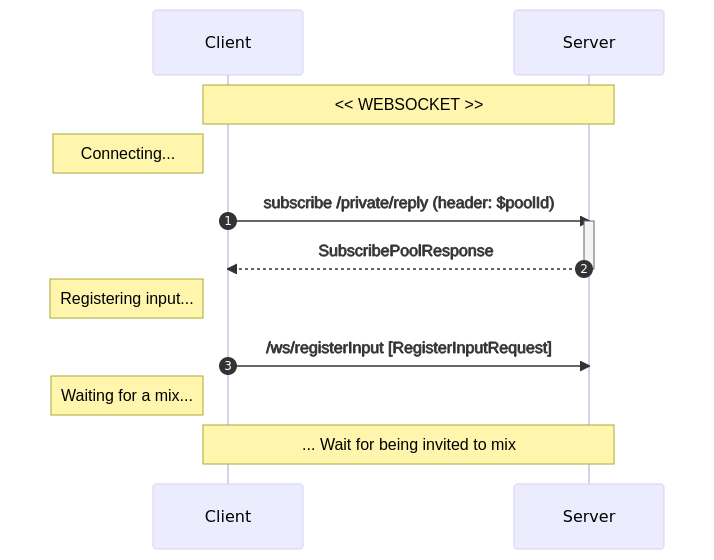 Client
Server
<< WEBSOCKET >>
Connecting...
subscribe /private/reply (header: $poolId)
1
SubscribePoolResponse
2
Registering input...
/ws/registerInput [RegisterInputRequest]
3
Waiting for a mix...
... Wait for being invited to mix
Client
Server